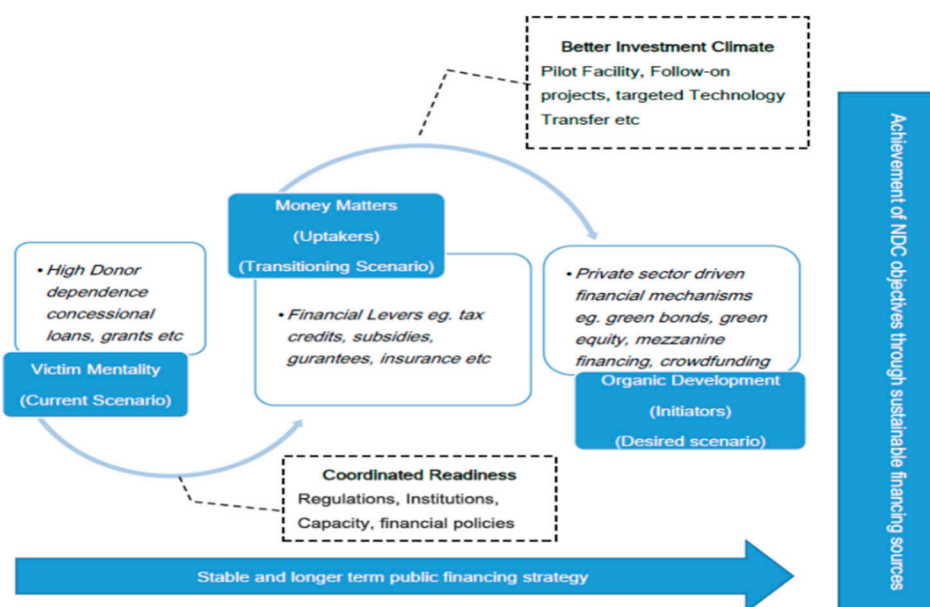 Better Investment Climate
Pilot Facility, Follow-on
projects, targeted Technology
Transfer etc
Money Matters
(Uptakers)
(Transitioning Scenario)
• High Donor
dependence
concessional
loans, grants etc
Victim Mentality
(Current Scenario)
• Financial Levers eg. tax
credits, subsidies,
gurantees, insurance etc
• Private sector driven
financial mechanisms
eg. green bonds, green
equity, mezzanine
financing, crowdfunding
Organic Development
(Initiators)
(Desired scenario)
Coordinated Readiness
Regulations, Institutions,
Capacity, financial policies
Stable and longer term public financing strategy
Achievement of NDC objectives through sustainable financing sources